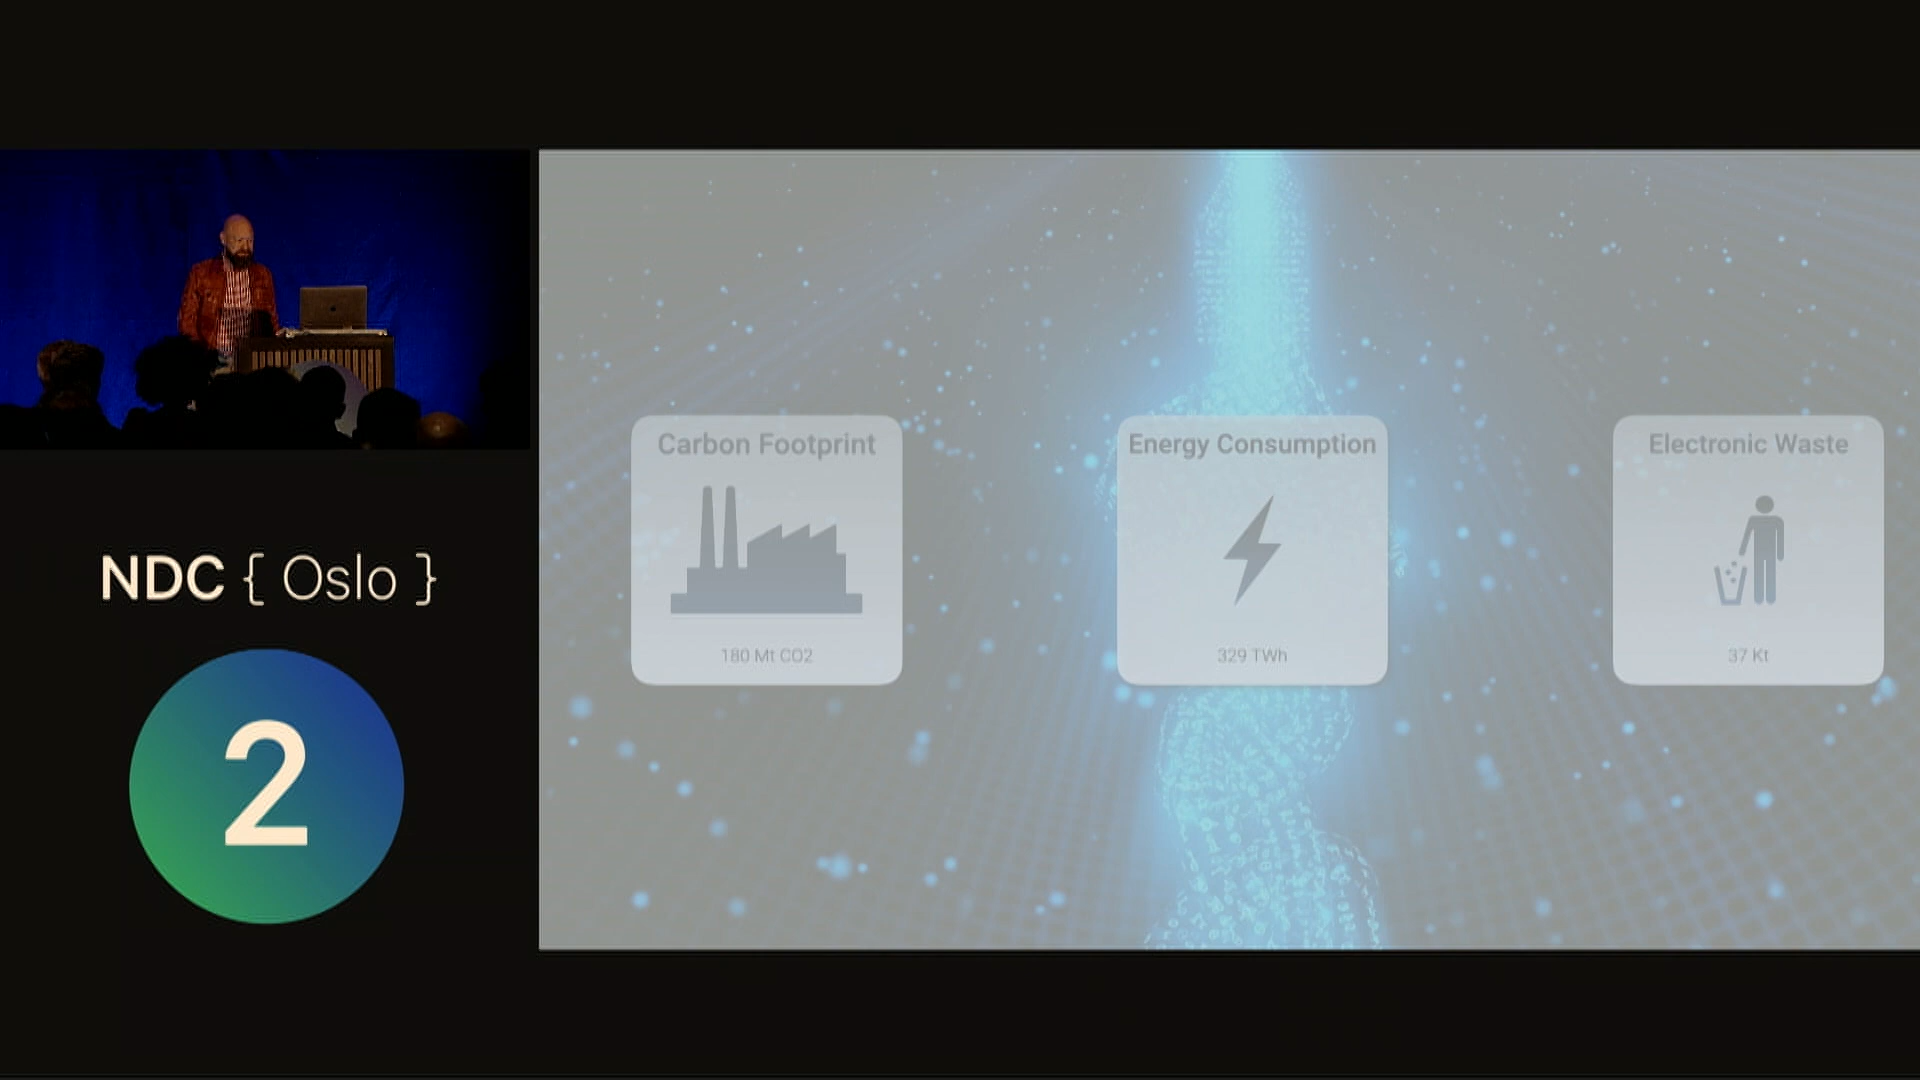 NDC { Oslo }
2
Carbon Footprint
180 Mt CO2
Energy Consumption
329 TWh
Electronic Waste
37 Kt